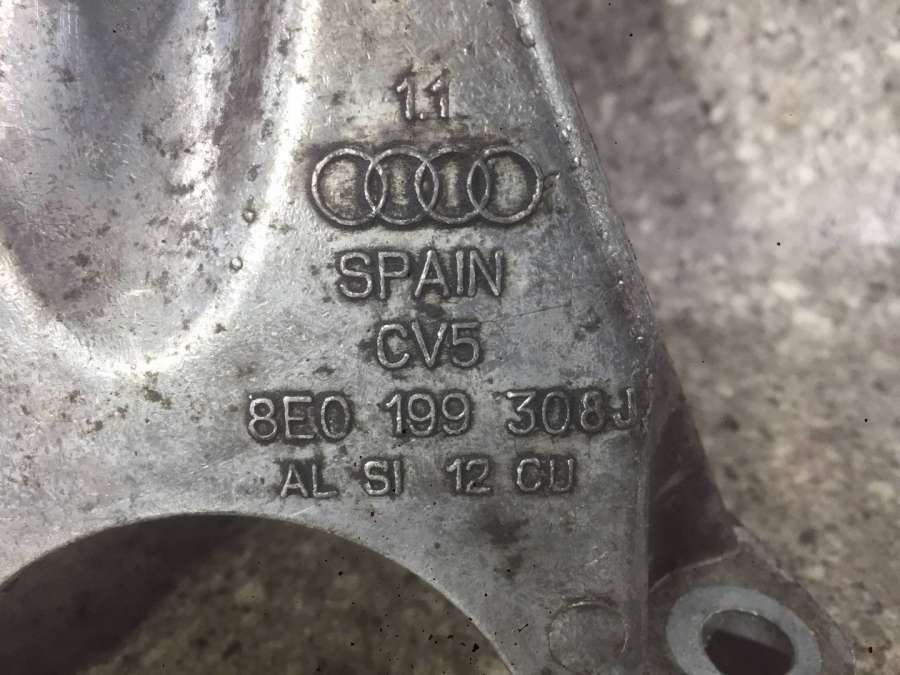 1.1
SPAIN
CV5
8E0 199 308J
AL SI 12 CU